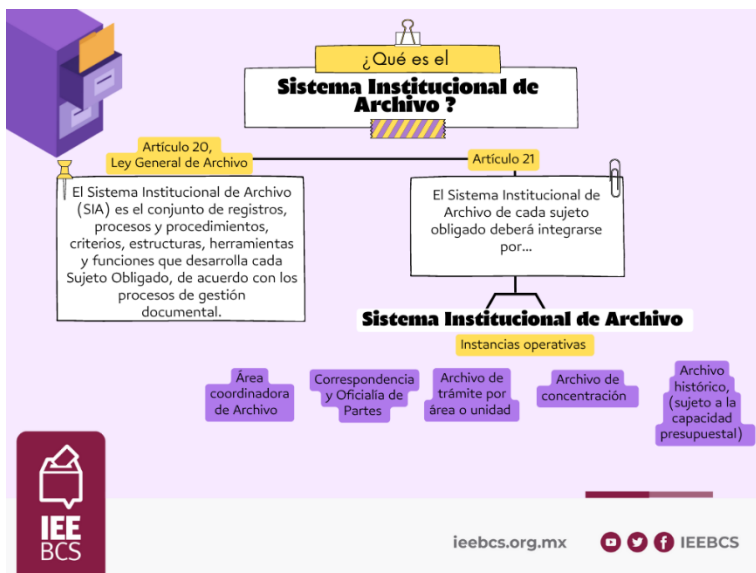 ¿Qué es el
Sistema Institucional de
Archivo ?
Artículo 20,
Ley General de Archivo
El Sistema Institucional de Archivo
(SIA) es el conjunto de registros,
procesos y procedimientos,
criterios, estructuras, herramientas
y funciones que desarrolla cada
Sujeto Obligado, de acuerdo con los
procesos de gestión
documental.
Artículo 21
El Sistema Institucional de
Archivo de cada sujeto
obligado deberá integrarse
por...
Sistema Institucional de Archivo
Instancias operativas
Área
coordinadora
de Archivo
Correspondencia
y Oficialía de
Partes
Archivo de
trámite por
área o unidad
Archivo de
concentración
Archivo
histórico,
(sujeto a la
capacidad
presupuestal)
IEE
BCS
ieebcs.org.mx
IEEBCS